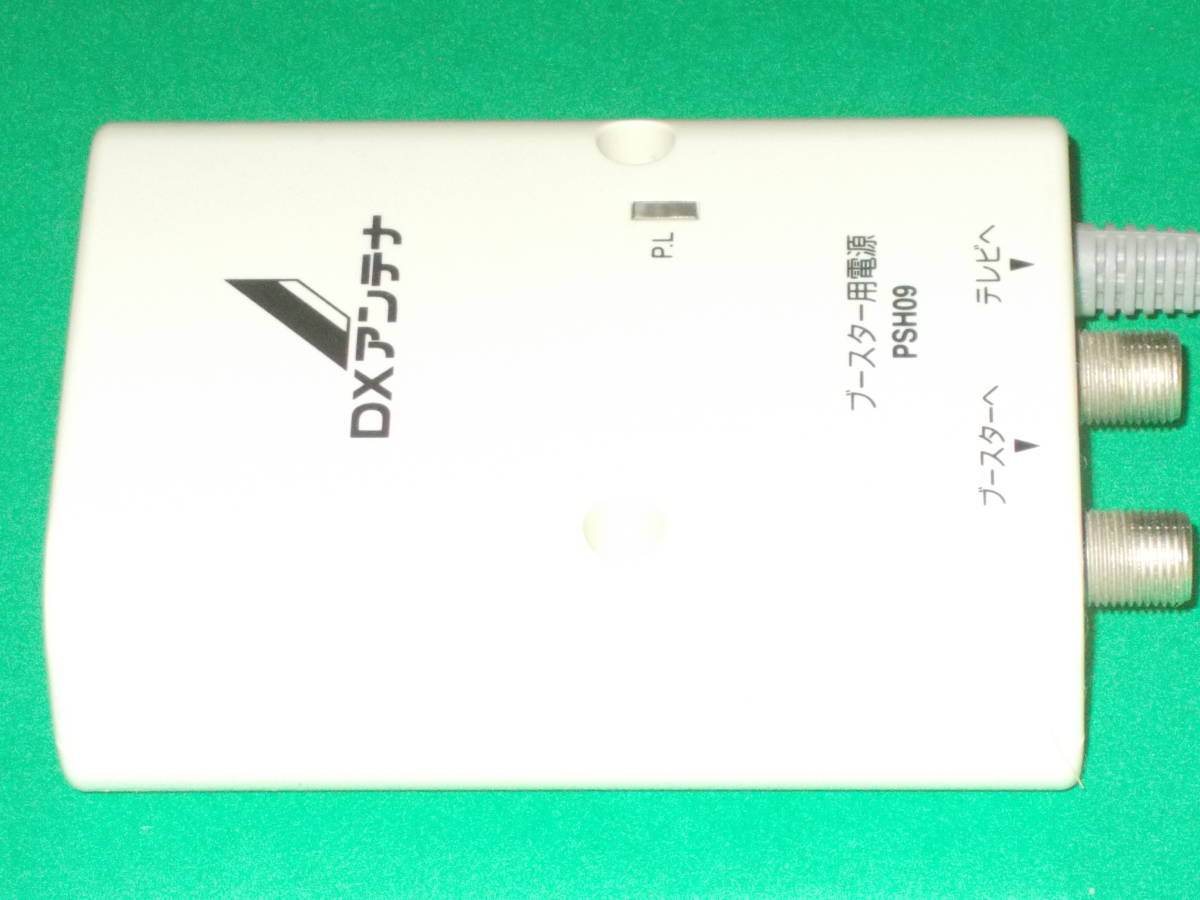 DXアンテナ
P.L
ブースター用電源
PSH09
ブースターへ
テレビへ